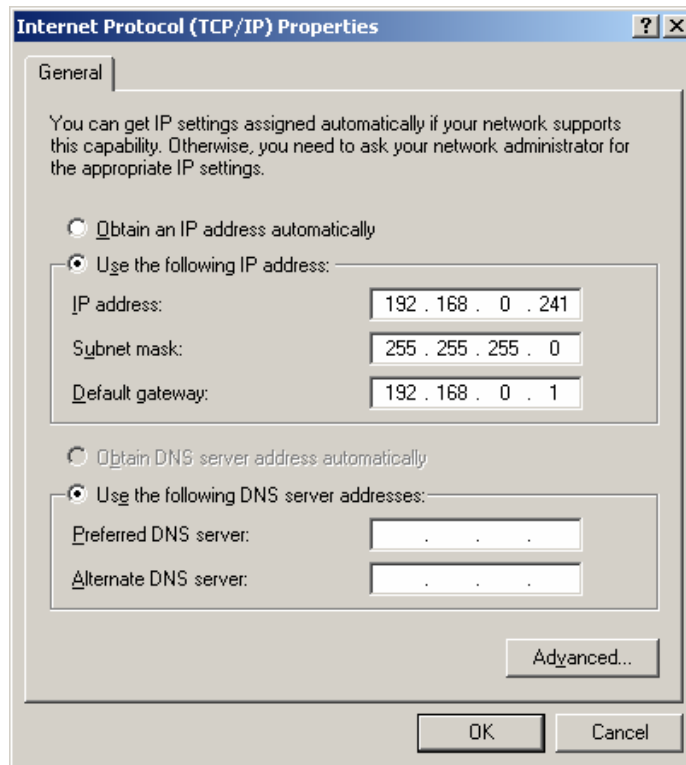 Internet Protocol (TCP/IP) Properties
General
You can get IP settings assigned automatically if your network supports
this capability. Otherwise, you need to ask your network administrator for
the appropriate IP settings.
Obtain an IP address automatically
Use the following IP address:
IP address: 192 . 168 . 0 . 241
Subnet mask: 255 . 255 . 255 . 0
Default gateway: 192 . 168 . 0 . 1
Obtain DNS server address automatically
Use the following DNS server addresses:
Preferred DNS server: . . .
Alternate DNS server: . . .
Advanced...
OK Cancel